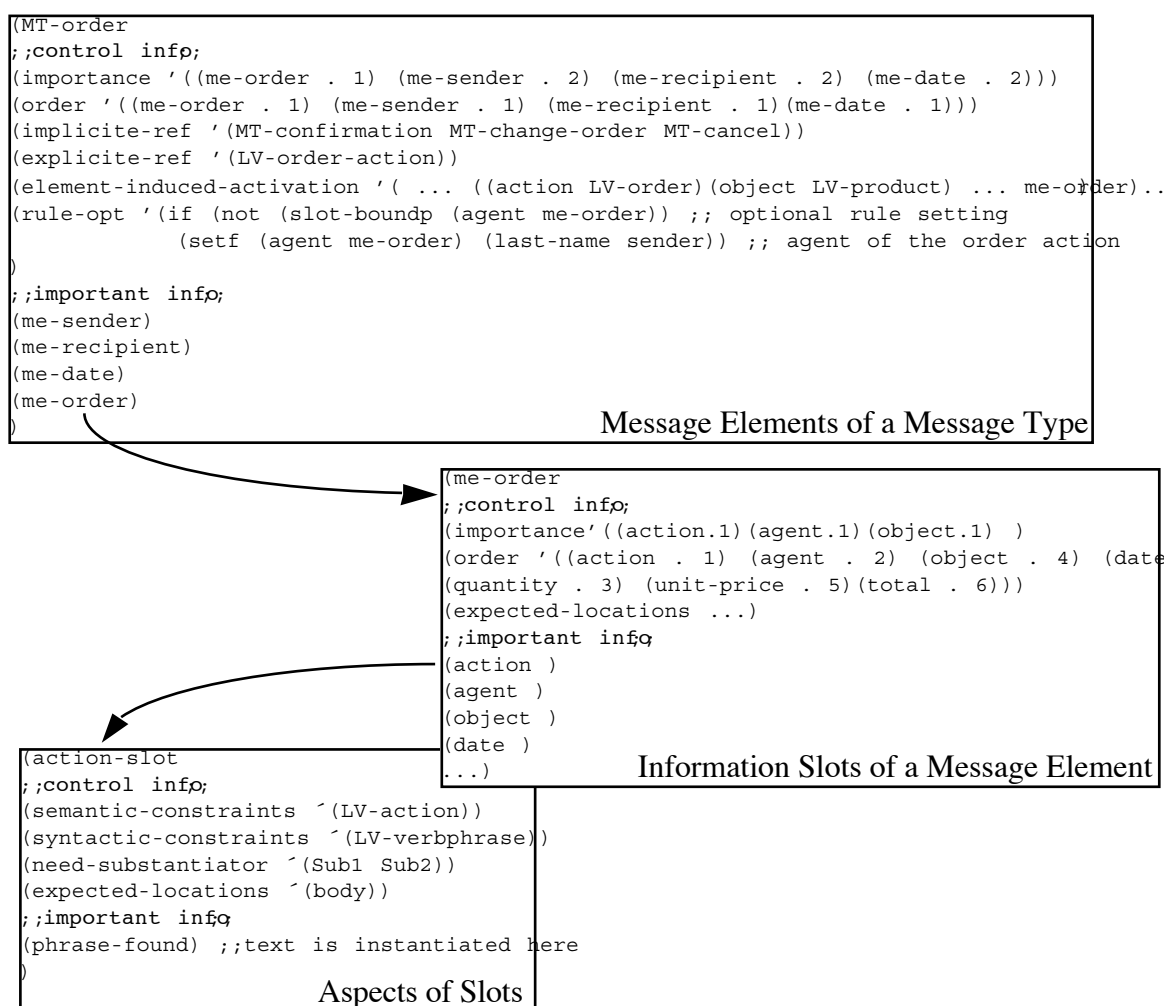 (MT-order
;;control info;
(importance '((me-order . 1) (me-sender . 2) (me-recipient . 2) (me-date . 2)))
(order '((me-order . 1) (me-sender . 1) (me-recipient . 1)(me-date . 1)))
(implicite-ref '(MT-confirmation MT-change-order MT-cancel))
(explicite-ref '(LV-order-action))
(element-induced-activation '( ... ((action LV-order)(object LV-product) ... me-order)...
(rule-opt '(if (not (slot-boundp (agent me-order)) ;; optional rule setting
(setf (agent me-order) (last-name sender)) ;; agent of the order action
)
;;important info;
(me-sender)
(me-recipient)
(me-date)
(me-order)
)
Message Elements of a Message Type
(me-order
;;control info;
(importance'((action.1)(agent.1)(object.1) )
(order '((action . 1) (agent . 2) (object . 4) (date
(quantity . 3) (unit-price . 5)(total . 6)))
(expected-locations ...)
;;important info;
(action )
(agent )
(object )
(date )
...)
Information Slots of a Message Element
(action-slot
;;control info;
(semantic-constraints ´(LV-action))
(syntactic-constraints ´(LV-verbphrase))
(need-substantiator ´(Sub1 Sub2))
(expected-locations ´(body))
;;important info;
(phrase-found) ;;text is instantiated here
)
Aspects of Slots